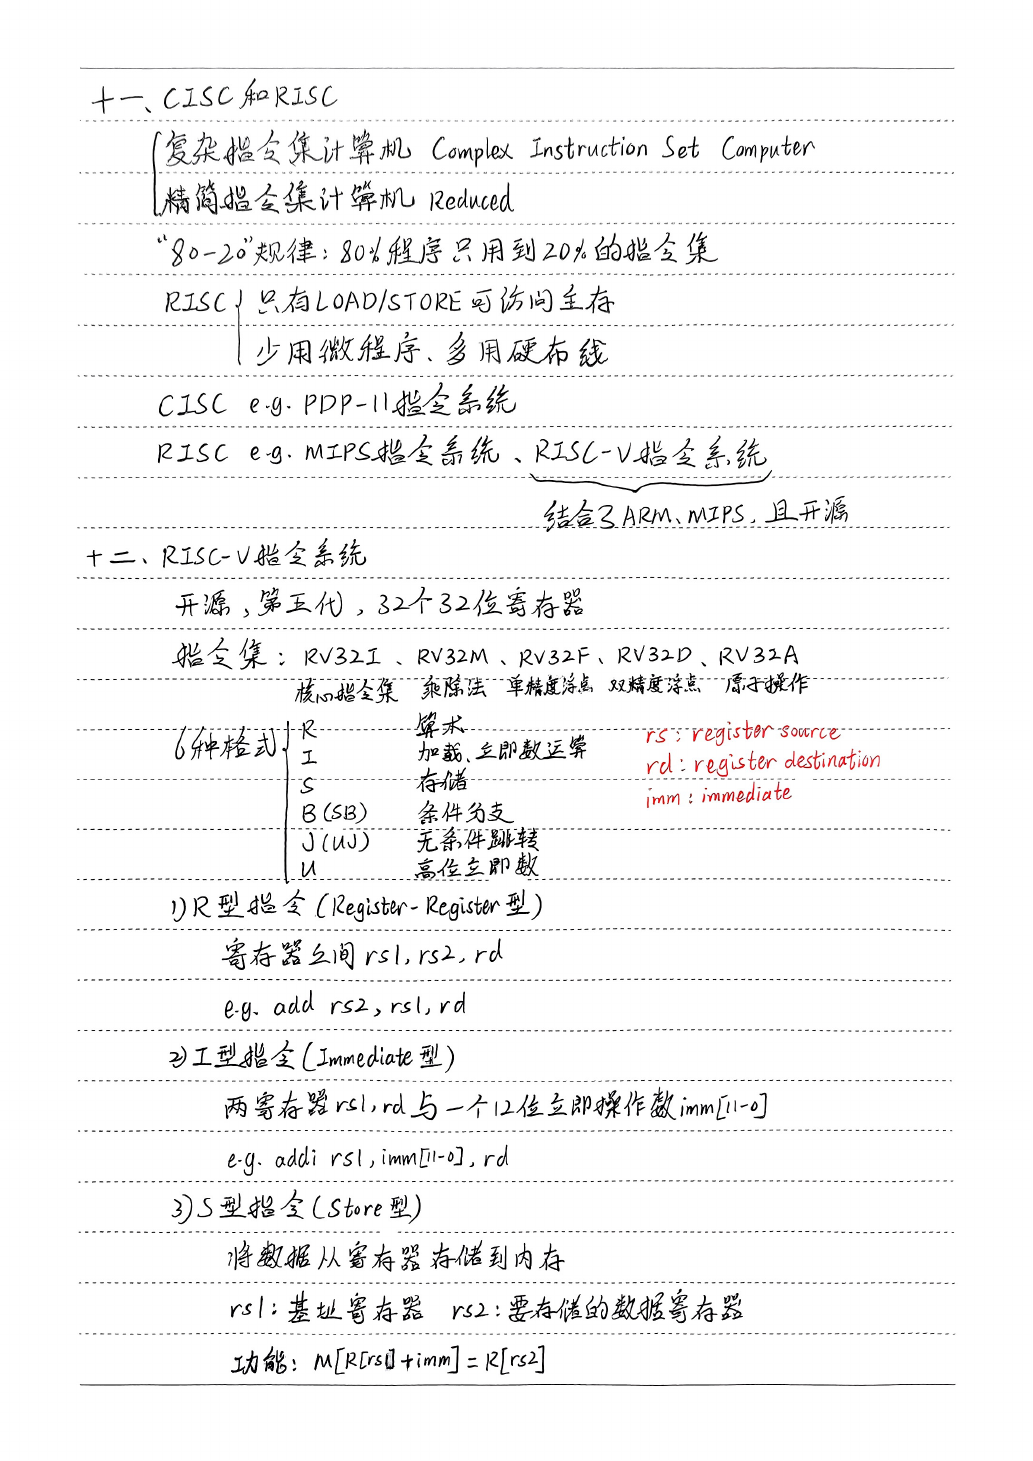 十一、CISC和RISC
复杂指令集计算机 Complex Instruction Set Computer
精简指令集计算机 Reduced
“80-20”规律：80%程序只用到20%的指令集
RISC 只有LOAD/STORE可访问主存
少用微程序、多用硬布线
CISC e.g. PDP-11指令系统
RISC e.g. MIPS指令系统、RISC-V指令系统
结合了ARM、MIPS，且开源
十二、RISC-V指令系统
开源，第五代，32个32位寄存器
指令集：RV32I、RV32M、RV32F、RV32D、RV32A
核心指令集 乘除法 单精度浮点 双精度浮点 原子操作
6种格式 R 算术
I 加载、立即数运算
S 存储
B(SB) 条件分支
J(UJ) 无条件跳转
U 高位立即数
rs：register source
rd：register destination
imm：immediate
1)R型指令(Register-Register型)
寄存器之间 rs1, rs2, rd
e.g. add rs2, rs1, rd
2)I型指令(Immediate型)
两寄存器rs1, rd与一个12位立即操作数imm[11-0]
e.g. addi rs1, imm[11-0], rd
3)S型指令(Store型)
将数据从寄存器存储到内存
rs1：基址寄存器 rs2：要存储的数据寄存器
功能：M[R[rs1]+imm]=R[rs2]